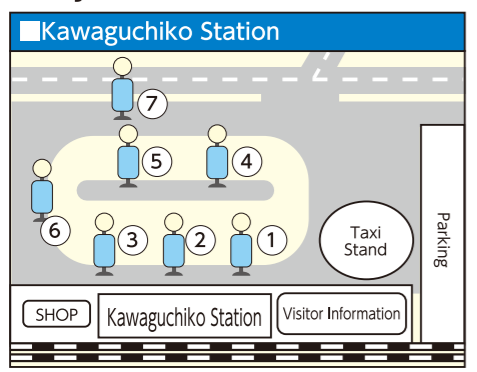 Kawaguchiko Station
7
5
4
6
3
2
1
Taxi
Stand
Parking
SHOP
Kawaguchiko Station
Visitor Information